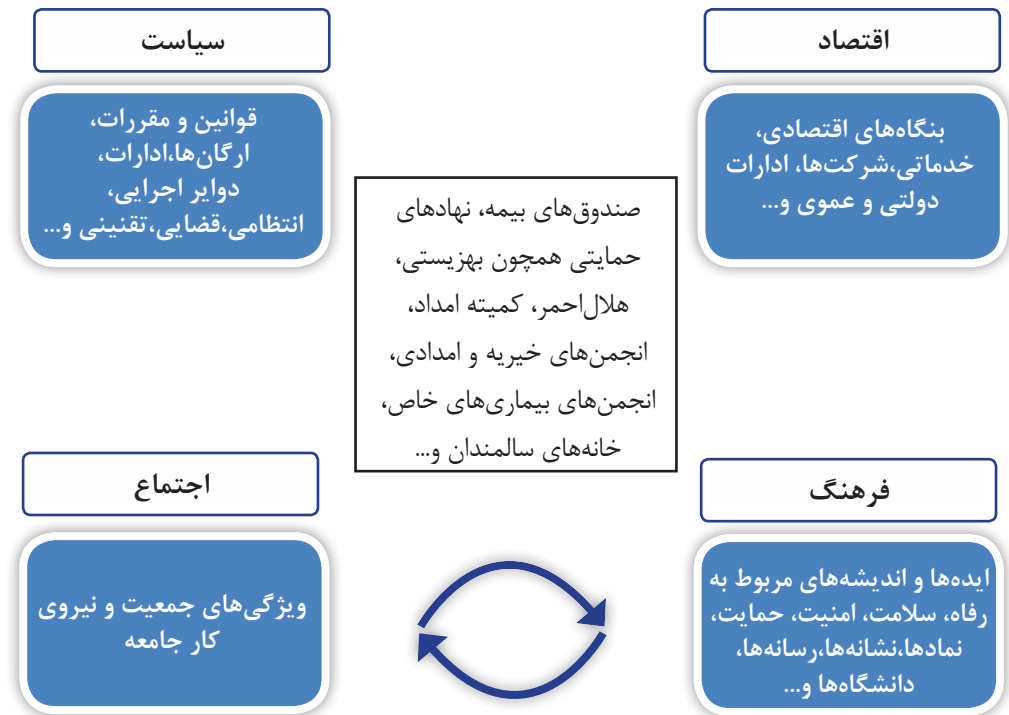 اقتصاد
بنگاه‌های اقتصادی،
خدماتی،شرکت‌ها، ادارات
دولتی و عموی و...
سیاست
قوانین و مقررات،
ارگان‌ها،ادارات،
دوایر اجرایی،
انتظامی،قضایی،تقنینی و...
صندوق‌های بیمه، نهادهای
حمایتی همچون بهزیستی،
هلال‌احمر، کمیته امداد،
انجمن‌های خیریه و امدادی،
انجمن‌های بیماری‌های خاص،
خانه‌های سالمندان و...
فرهنگ
ایده‌ها و اندیشه‌های مربوط به
رفاه، سلامت، امنیت، حمایت،
نمادها،نشانه‌ها،رسانه‌ها،
دانشگاه‌ها و...
اجتماع
ویژگی‌های جمعیت و نیروی
کار جامعه